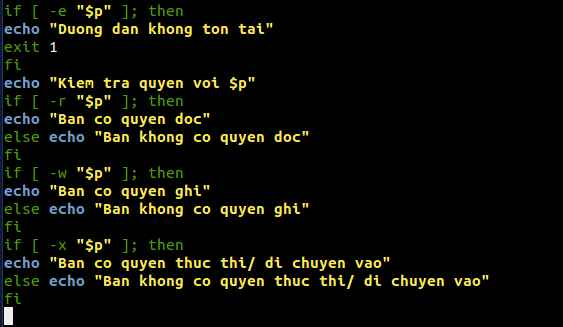 if [ -e "$p" ]; then
echo "Duong dan khong ton tai"
exit 1
fi
echo "Kiem tra quyen voi $p"
if [ -r "$p" ]; then
echo "Ban co quyen doc"
else echo "Ban khong co quyen doc"
fi
if [ -w "$p" ]; then
echo "Ban co quyen ghi"
else echo "Ban khong co quyen ghi"
fi
if [ -x "$p" ]; then
echo "Ban co quyen thuc thi/ di chuyen vao"
else echo "Ban khong co quyen thuc thi/ di chuyen vao"
fi